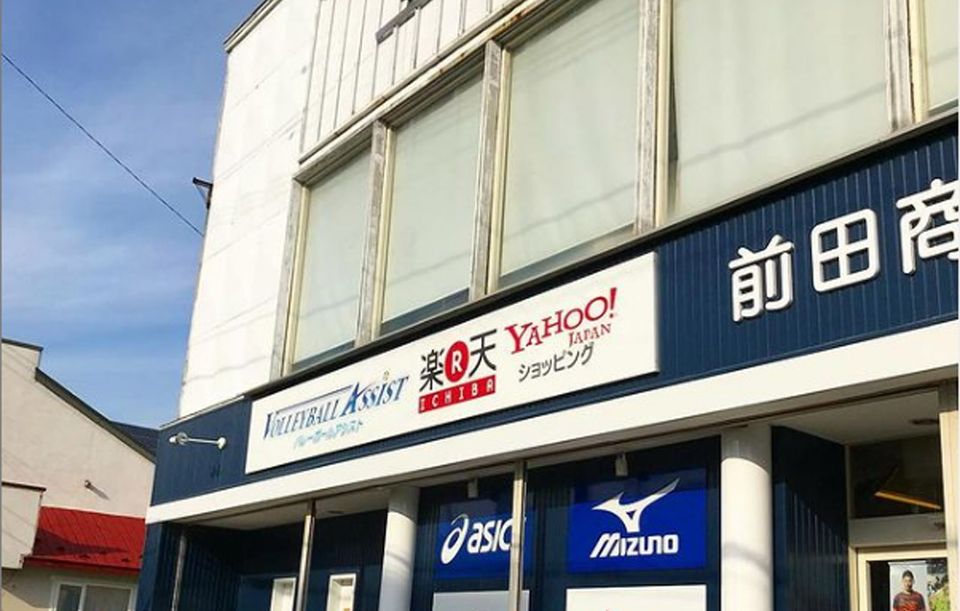 前田商
VOLLEYBALL ASSIST
バレーボールアシスト
楽R天
ICHIBA
YAHOO!
JAPAN
ショッピング
asics
MIZUNO